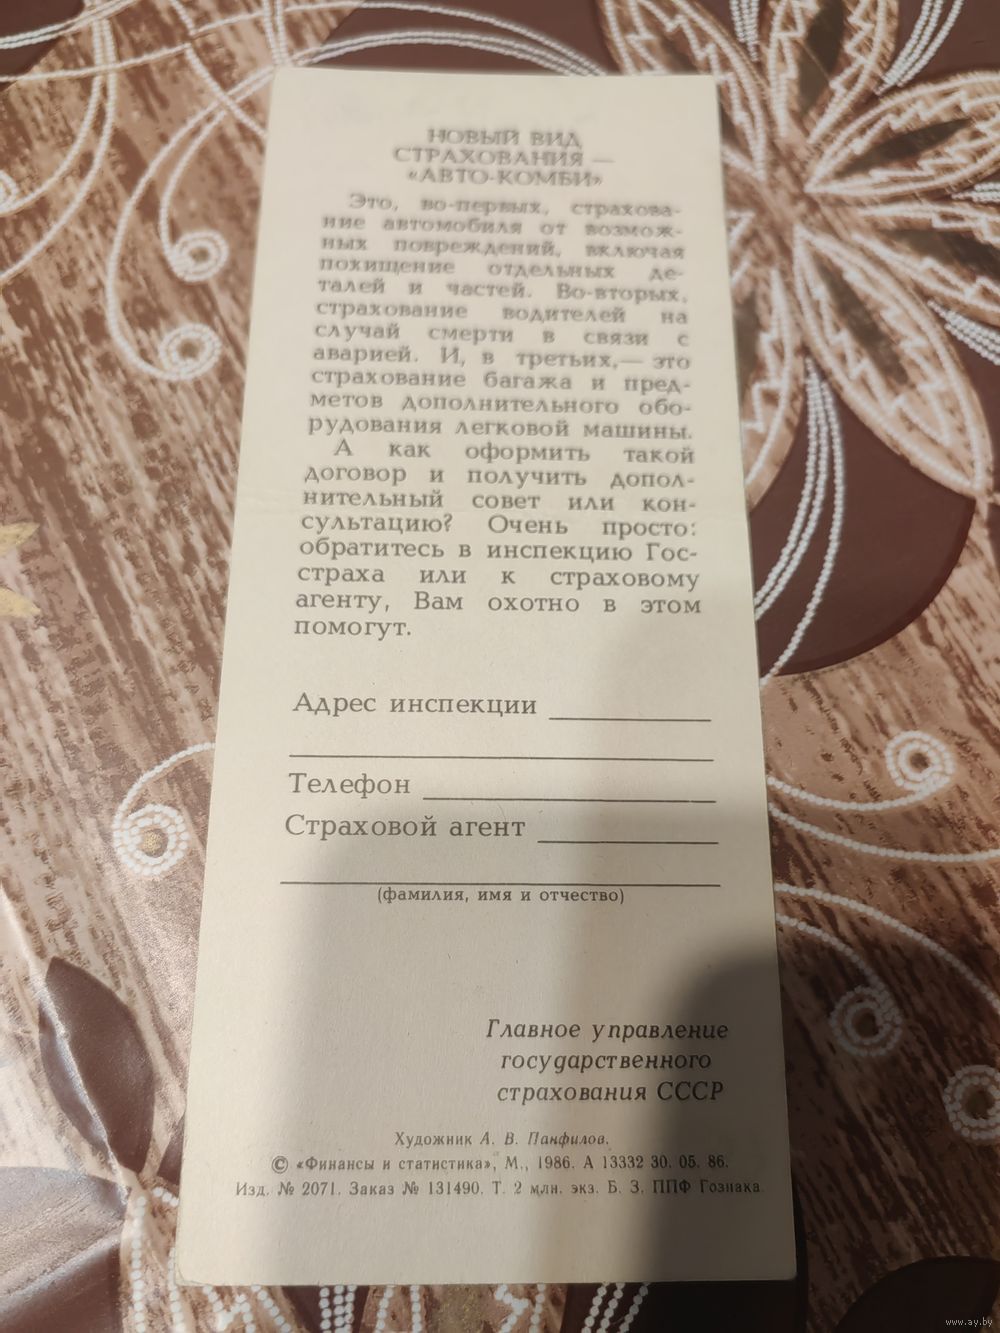 НОВЫЙ ВИД
СТРАХОВАНИЯ —
«АВТО-КОМБИ»
Это, во-первых, страхова-
ние автомобиля от возмож-
ных повреждений, включая
похищение отдельных де-
талей и частей. Во-вторых,
страхование водителей на
случай смерти в связи с
аварией. И, в третьих,— это
страхование багажа и пред-
метов дополнительного обо-
рудования легковой машины.
А как оформить такой
договор и получить допол-
нительный совет или кон-
сультацию? Очень просто:
обратитесь в инспекцию Гос-
страха или к страховому
агенту, Вам охотно в этом
помогут.
Адрес инспекции
Телефон
Страховой агент
(фамилия, имя и отчество)
Главное управление
государственного
страхования СССР
Художник А. В. Панфилов.
© «Финансы и статистика», М., 1986. А 13332 30. 05. 86.
Изд. № 2071. Заказ № 131490. Т. 2 млн. экз. Б. З. ППФ Гознака.
www.ay.by